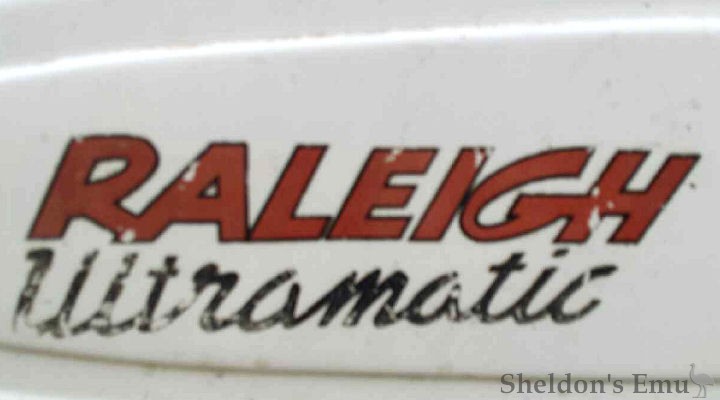 RALEIGH
Ultramatic
Sheldon's Emu